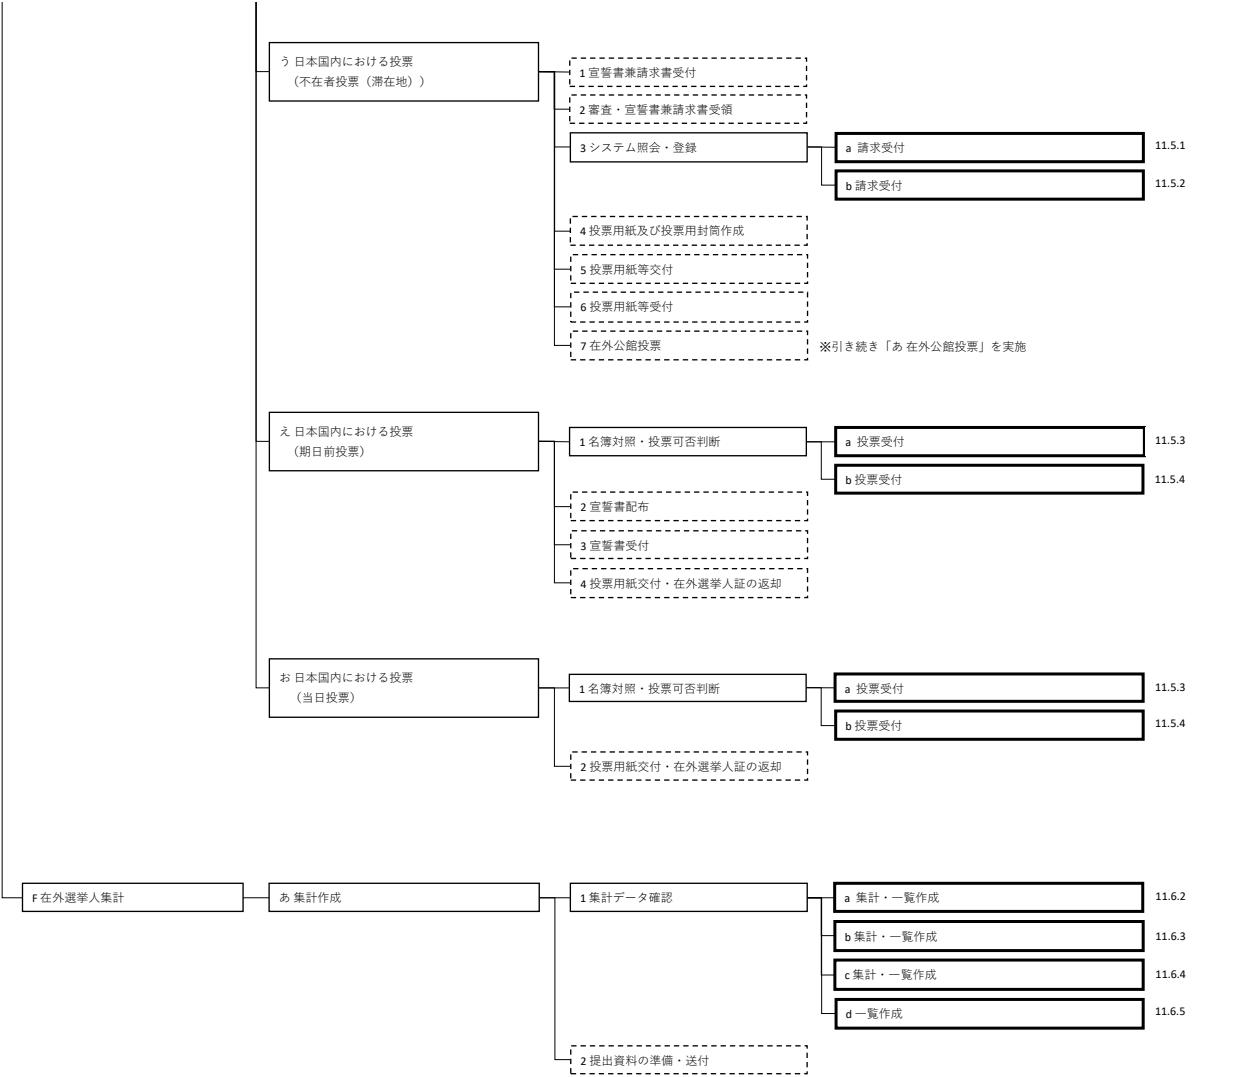 う 日本国内における投票
（不在者投票（滞在地））
1 宣誓書兼請求書受付
2 審査・宣誓書兼請求書受領
3 システム照会・登録
a 請求受付
11.5.1
b 請求受付
11.5.2
4 投票用紙及び投票用封筒作成
5 投票用紙等交付
6 投票用紙等受付
7 在外公館投票
※引き続き「あ 在外公館投票」を実施
え 日本国内における投票
（期日前投票）
1 名簿対照・投票可否判断
a 投票受付
11.5.3
b 投票受付
11.5.4
2 宣誓書配布
3 宣誓書受付
4 投票用紙交付・在外選挙人証の返却
お 日本国内における投票
（当日投票）
1 名簿対照・投票可否判断
a 投票受付
11.5.3
b 投票受付
11.5.4
2 投票用紙交付・在外選挙人証の返却
F 在外選挙人集計
あ 集計作成
1 集計データ確認
a 集計・一覧作成
11.6.2
b 集計・一覧作成
11.6.3
c 集計・一覧作成
11.6.4
d 一覧作成
11.6.5
2 提出資料の準備・送付